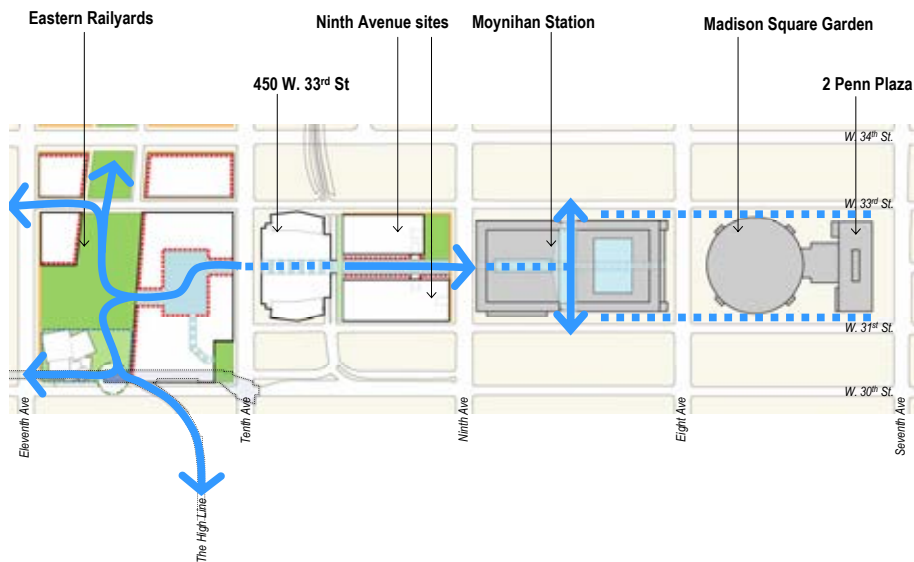 Eastern Railyards
Ninth Avenue sites
Moynihan Station
Madison Square Garden
450 W. 33rd St
2 Penn Plaza
W. 34th St.
W. 33rd St.
W. 31st St.
W. 30th St.
Eleventh Ave
Tenth Ave
Ninth Ave
Eight Ave
Seventh Ave
The High Line